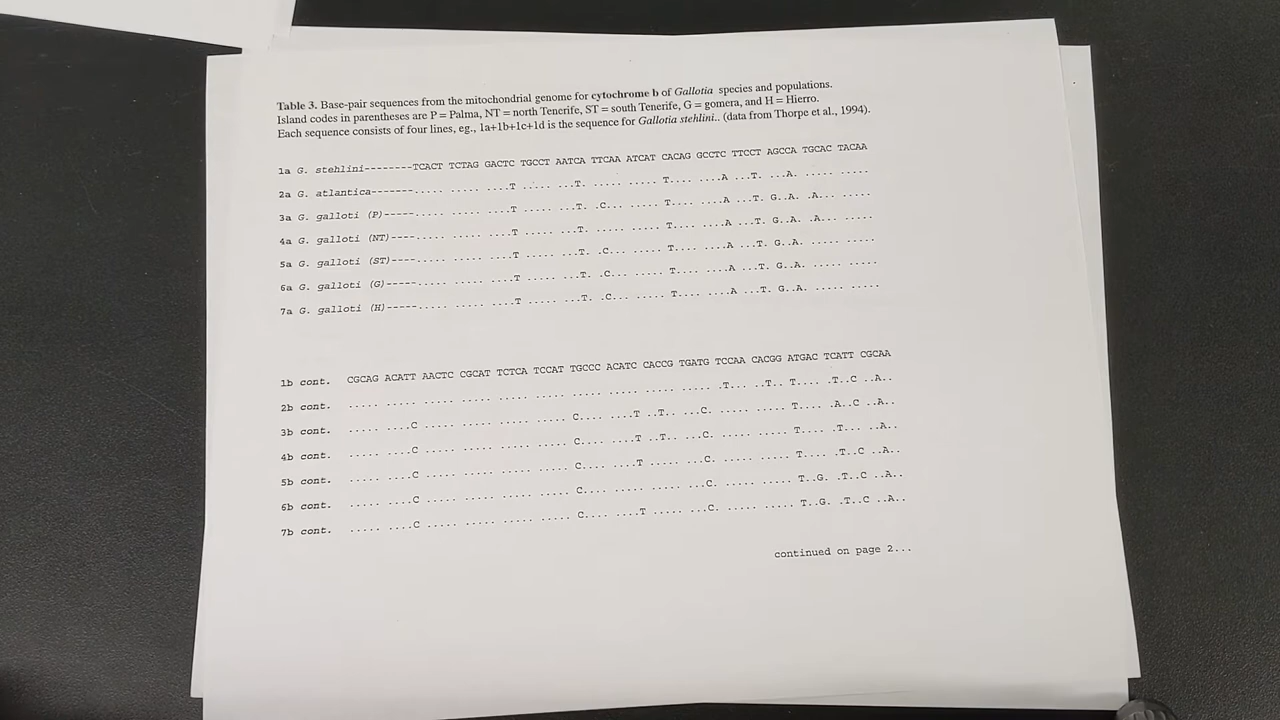 Table 3. Base-pair sequences from the mitochondrial genome for cytochrome b of Gallotia species and populations.
Island codes in parentheses are P = Palma, NT = north Tenerife, ST = south Tenerife, G = gomera, and H = Hierro.
Each sequence consists of four lines, eg., 1a+1b+1c+1d is the sequence for Gallotia stehlini.. (data from Thorpe et al., 1994).
1a G. stehlini--------TCACT TCTAG GACTC TGCCT AATCA TTCAA ATCAT CACAG GCCTC TTCCT AGCCA TGCAC TACAA
2a G. atlantica-------..... ..... ....T ..... ...T. ..... ..... T.... ....A ...T. ...A. ..... .....
3a G. galloti (P)-----..... ..... ....T ..... ...T. .C... ..... T.... ....A ...T. G..A. .A... .....
4a G. galloti (NT)----..... ..... ....T ..... ...T. ..... ..... T.... ....A ...T. G..A. .A... .....
5a G. galloti (ST)----..... ..... ....T ..... ...T. .C... ..... T.... ....A ...T. G..A. ..... .....
6a G. galloti (G)-----..... ..... ....T ..... ...T. .C... ..... T.... ....A ...T. G..A. ..... .....
7a G. galloti (H)-----..... ..... ....T ..... ...T. .C... ..... T.... ....A ...T. G..A. ..... .....
1b cont. CGCAG ACATT AACTC CGCAT TCTCA TCCAT TGCCC ACATC CACCG TGATG TCCAA CACGG ATGAC TCATT CGCAA
2b cont. ..... ..... ..... ..... ..... ..... ..... ..... ..... ..... .T... ..T.. T.... .T..C ..A..
3b cont. ..... ....C ..... ..... ..... ..... C.... ....T ..T.. ...C. ..... ..... T.... .A..C ..A..
4b cont. ..... ....C ..... ..... ..... ..... C.... ....T ..T.. ...C. ..... ..... T.... .T... ..A..
5b cont. ..... ....C ..... ..... ..... ..... C.... ....T ..... ...C. ..... ..... T.... .T..C ..A..
6b cont. ..... ....C ..... ..... ..... ..... C.... ..... ..... ...C. ..... ..... T..G. .T..C ..A..
7b cont. ..... ....C ..... ..... ..... ..... C.... ....T ..... ...C. ..... ..... T..G. .T..C ..A..
continued on page 2...